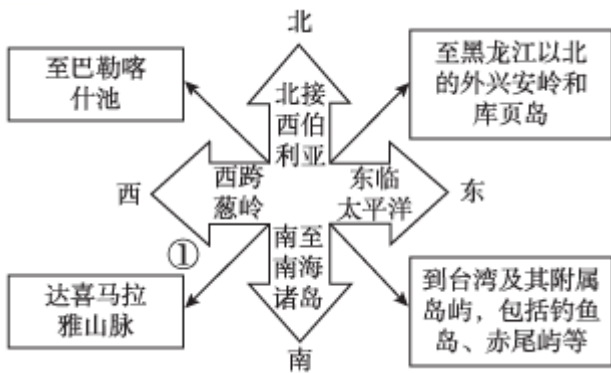 北
至巴勒喀
什池
北接
西伯
利亚
至黑龙江以北
的外兴安岭和
库页岛
西
西跨
葱岭
东临
太平洋
东
①
南至
南海
诸岛
达喜马拉
雅山脉
到台湾及其附属
岛屿，包括钓鱼
岛、赤尾屿等
南